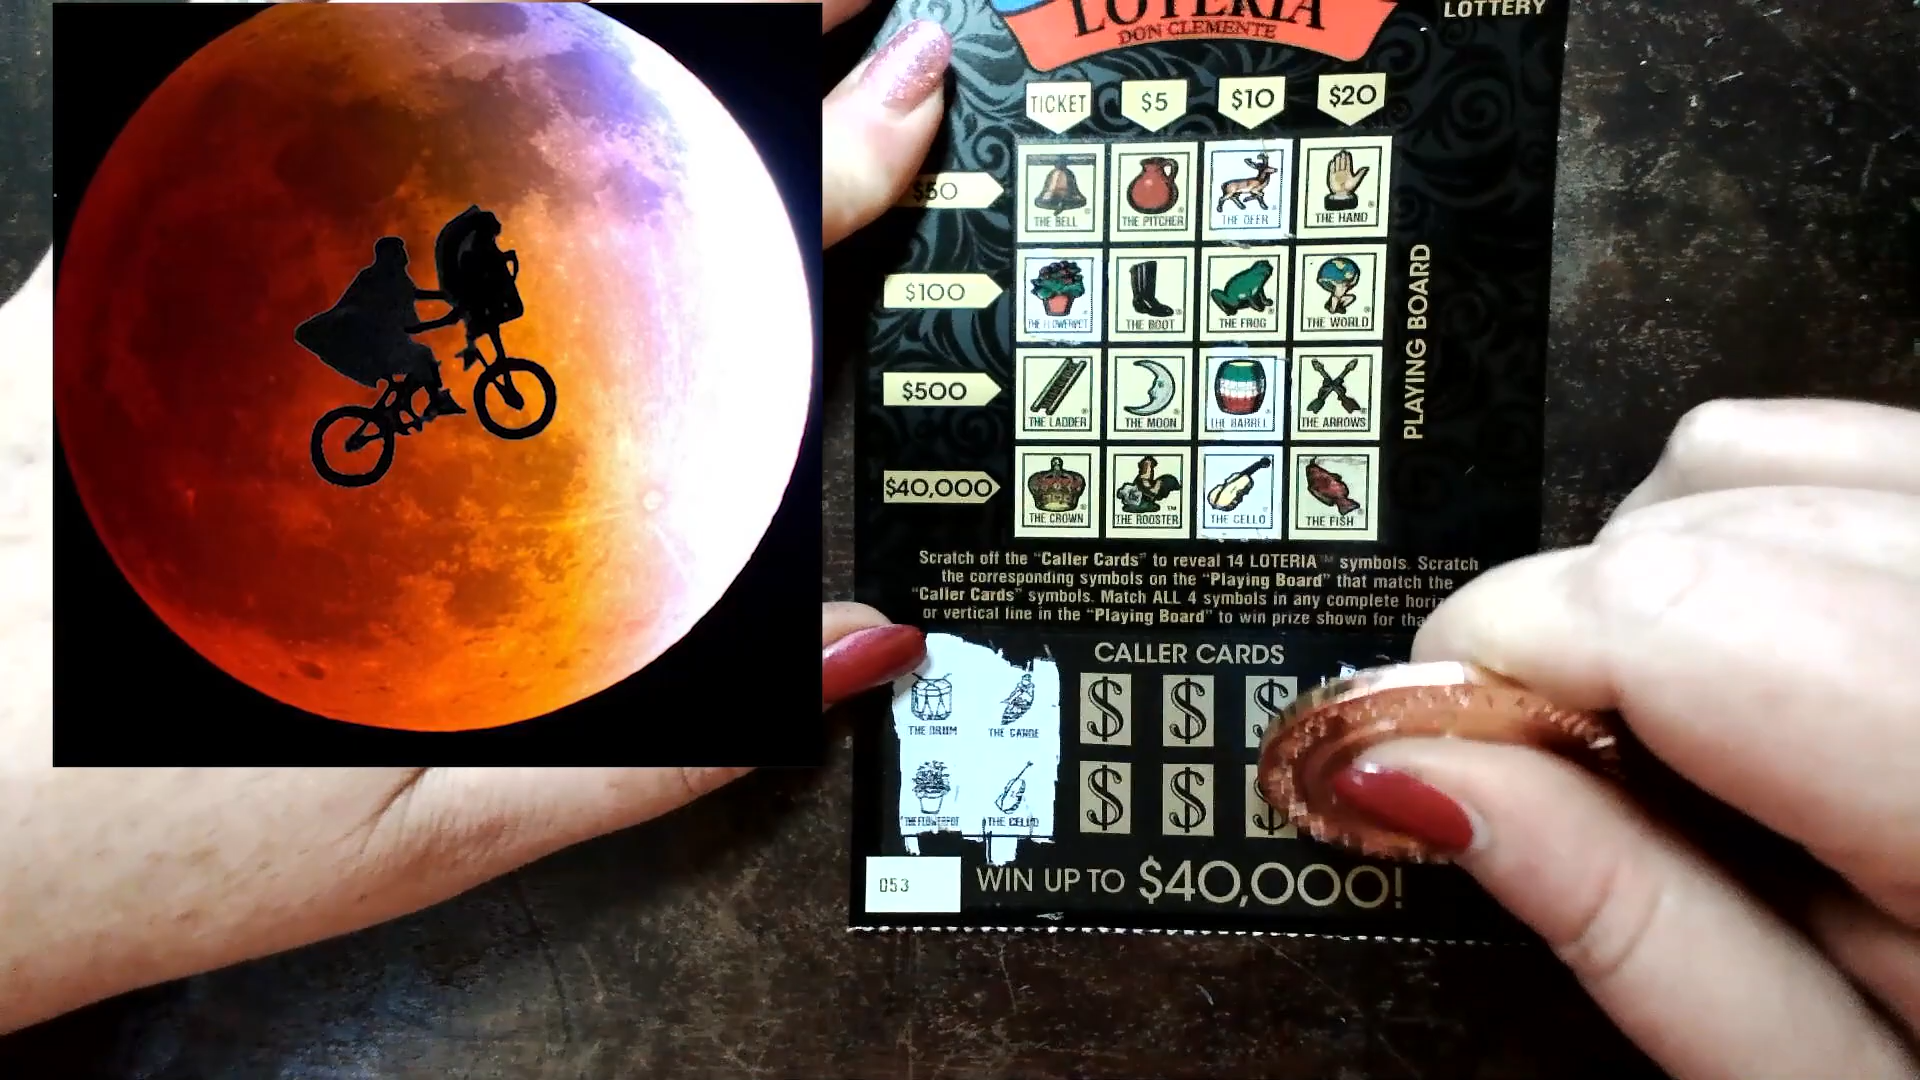 LOTERIA
DON CLEMENTE
LOTTERY
TICKET $5 $10 $20
$50
THE BELL THE PITCHER THE DEER THE HAND
$100
THE FLOWERPOT THE BOOT THE FROG THE WORLD
$500
THE LADDER THE MOON THE BARREL THE ARROWS
$40,000
THE CROWN THE ROOSTER THE CELLO THE FISH
PLAYING BOARD
Scratch off the "Caller Cards" to reveal 14 LOTERIA™ symbols. Scratch
the corresponding symbols on the "Playing Board" that match the
"Caller Cards" symbols. Match ALL 4 symbols in any complete horiz
or vertical line in the "Playing Board" to win prize shown for tha
CALLER CARDS
THE DRUM THE CANOE
$ $ $
THE FLOWERPOT THE CELLO
$ $ $
053
WIN UP TO $40,000!